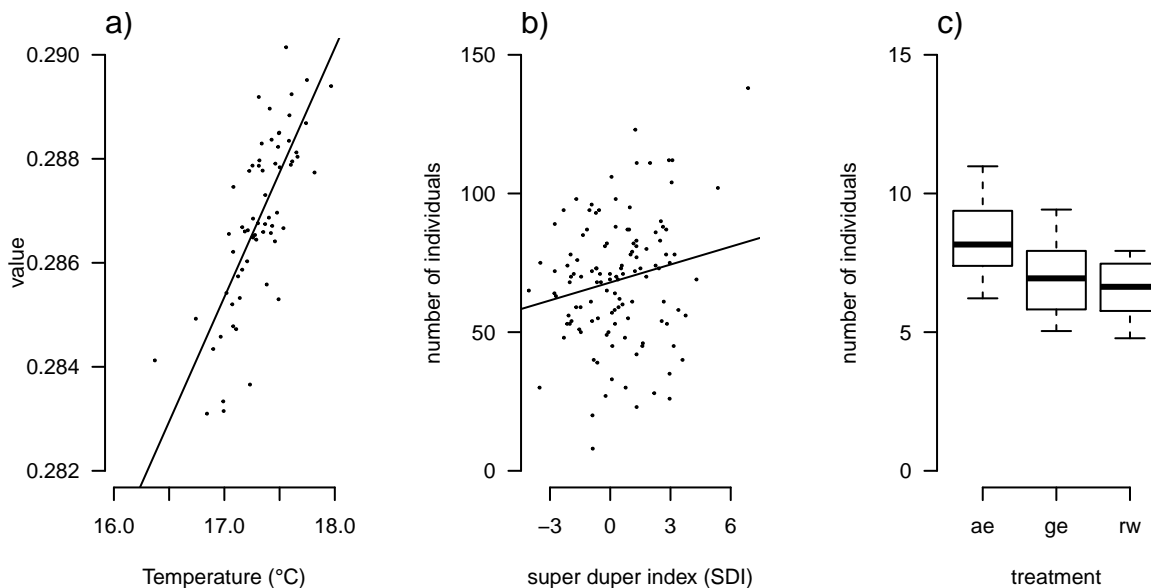 a)
0.290
0.288
0.286
0.284
0.282
value
16.0
17.0
18.0
Temperature (°C)
b)
150
100
50
0
number of individuals
−3
0
3
6
super duper index (SDI)
c)
15
10
5
0
number of individuals
ae
ge
rw
treatment